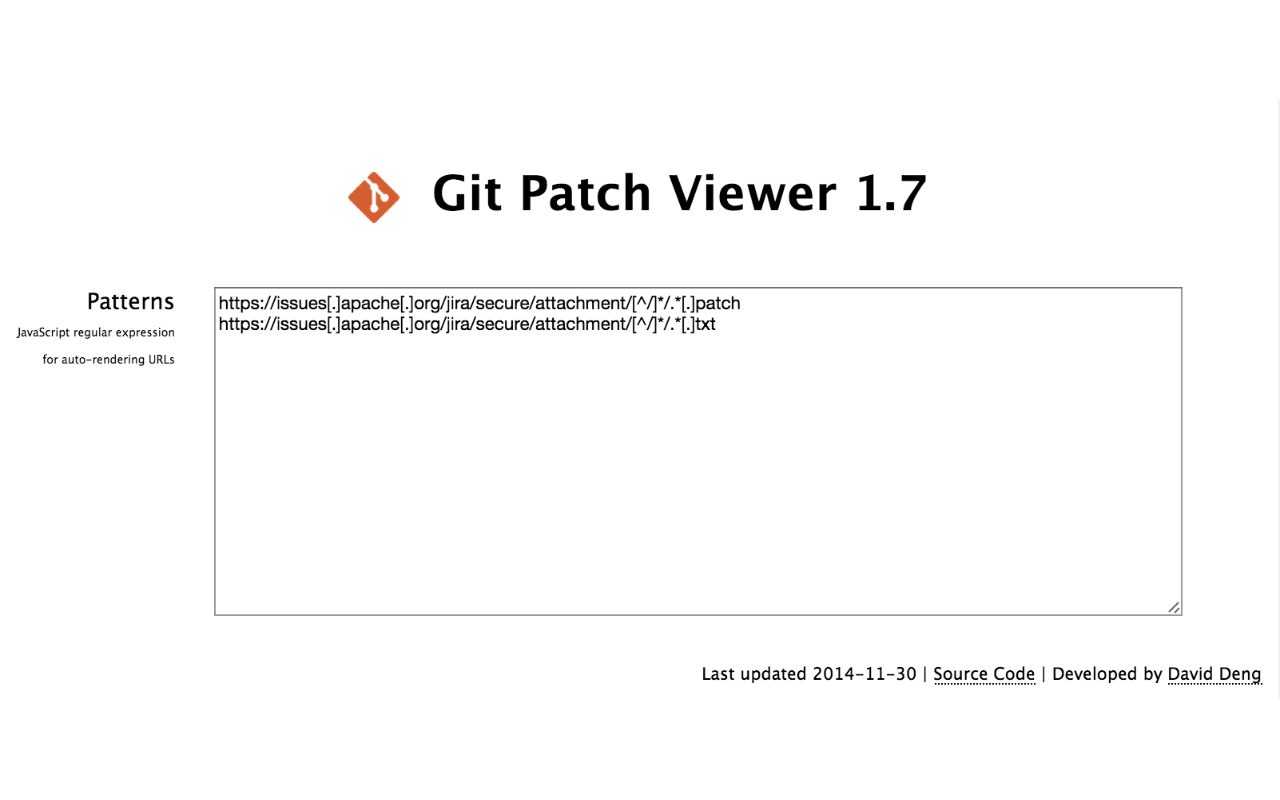 Git Patch Viewer 1.7
Patterns
JavaScript regular expression
for auto-rendering URLs
https://issues[.]apache[.]org/jira/secure/attachment/[^/]*/.*[.]patch
https://issues[.]apache[.]org/jira/secure/attachment/[^/]*/.*[.]txt
Last updated 2014-11-30 | Source Code | Developed by David Deng